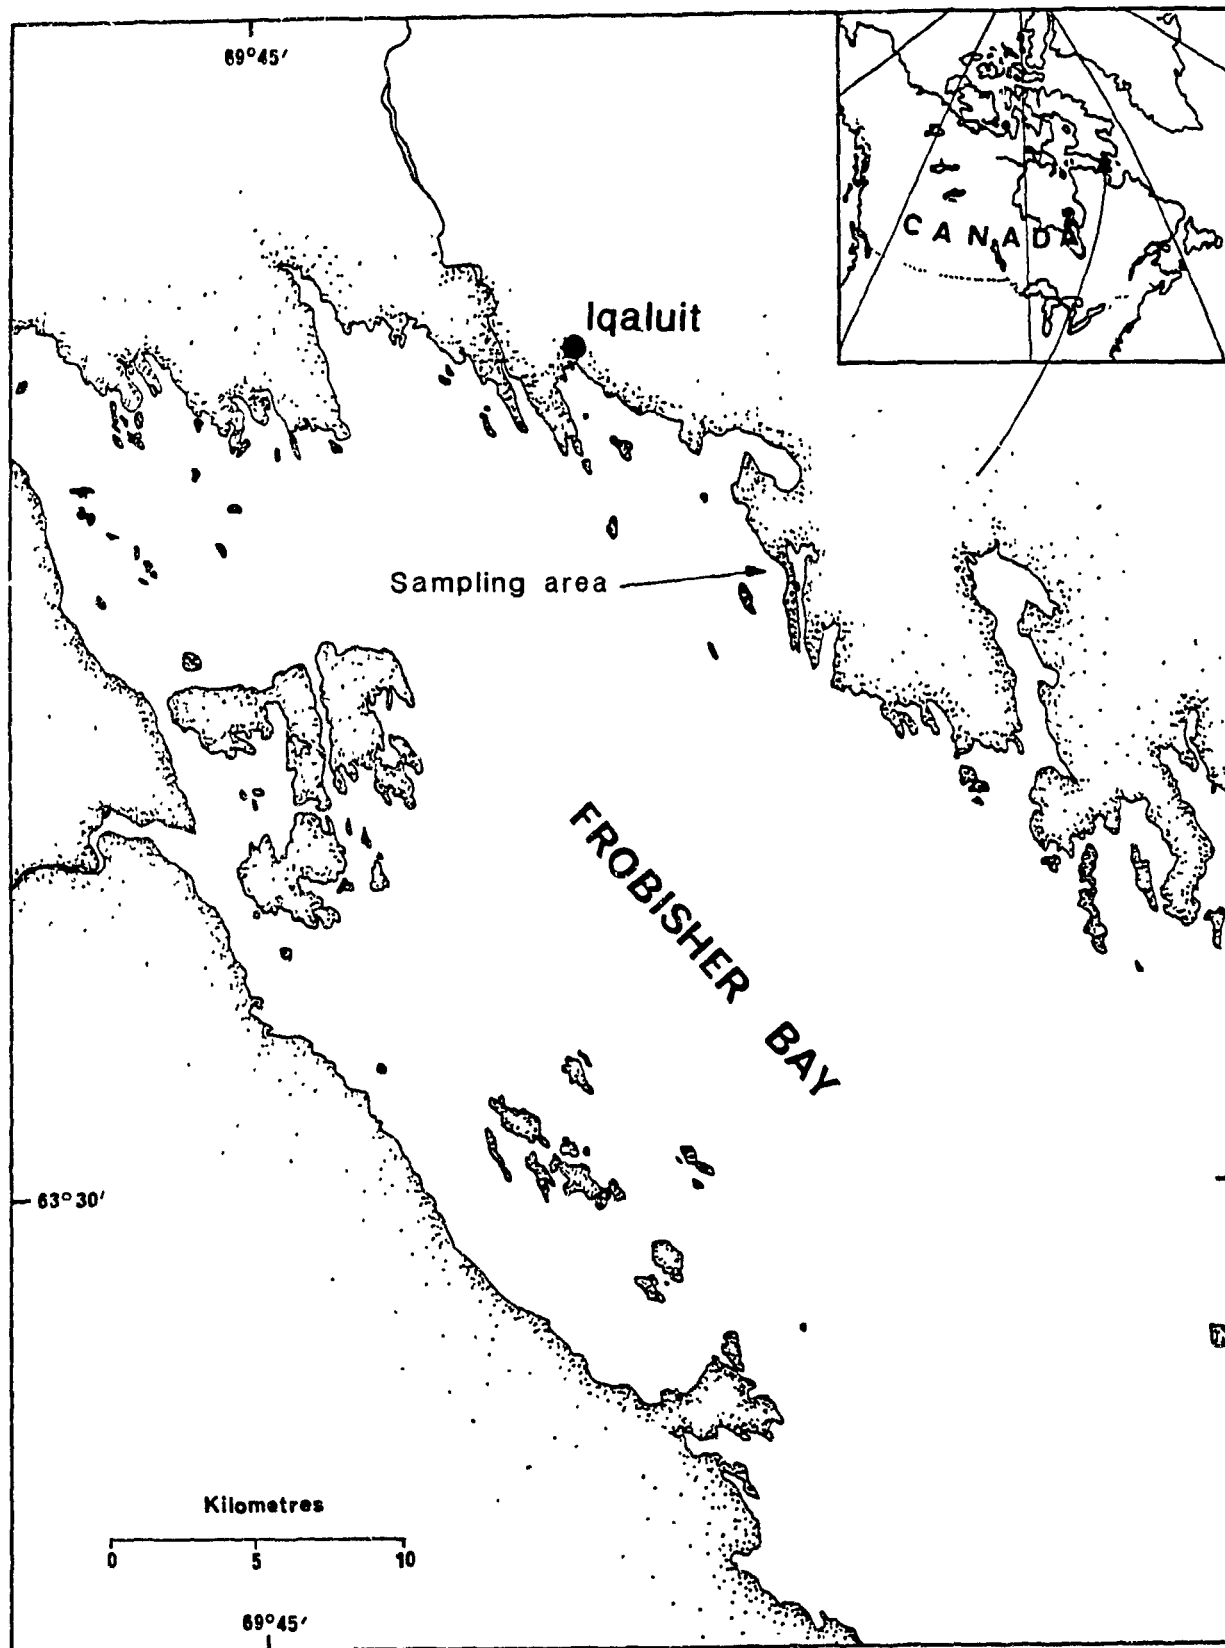 69°45′
CANADA
Iqaluit
Sampling area
FROBISHER BAY
63°30′
Kilometres
0 5 10
69°45′